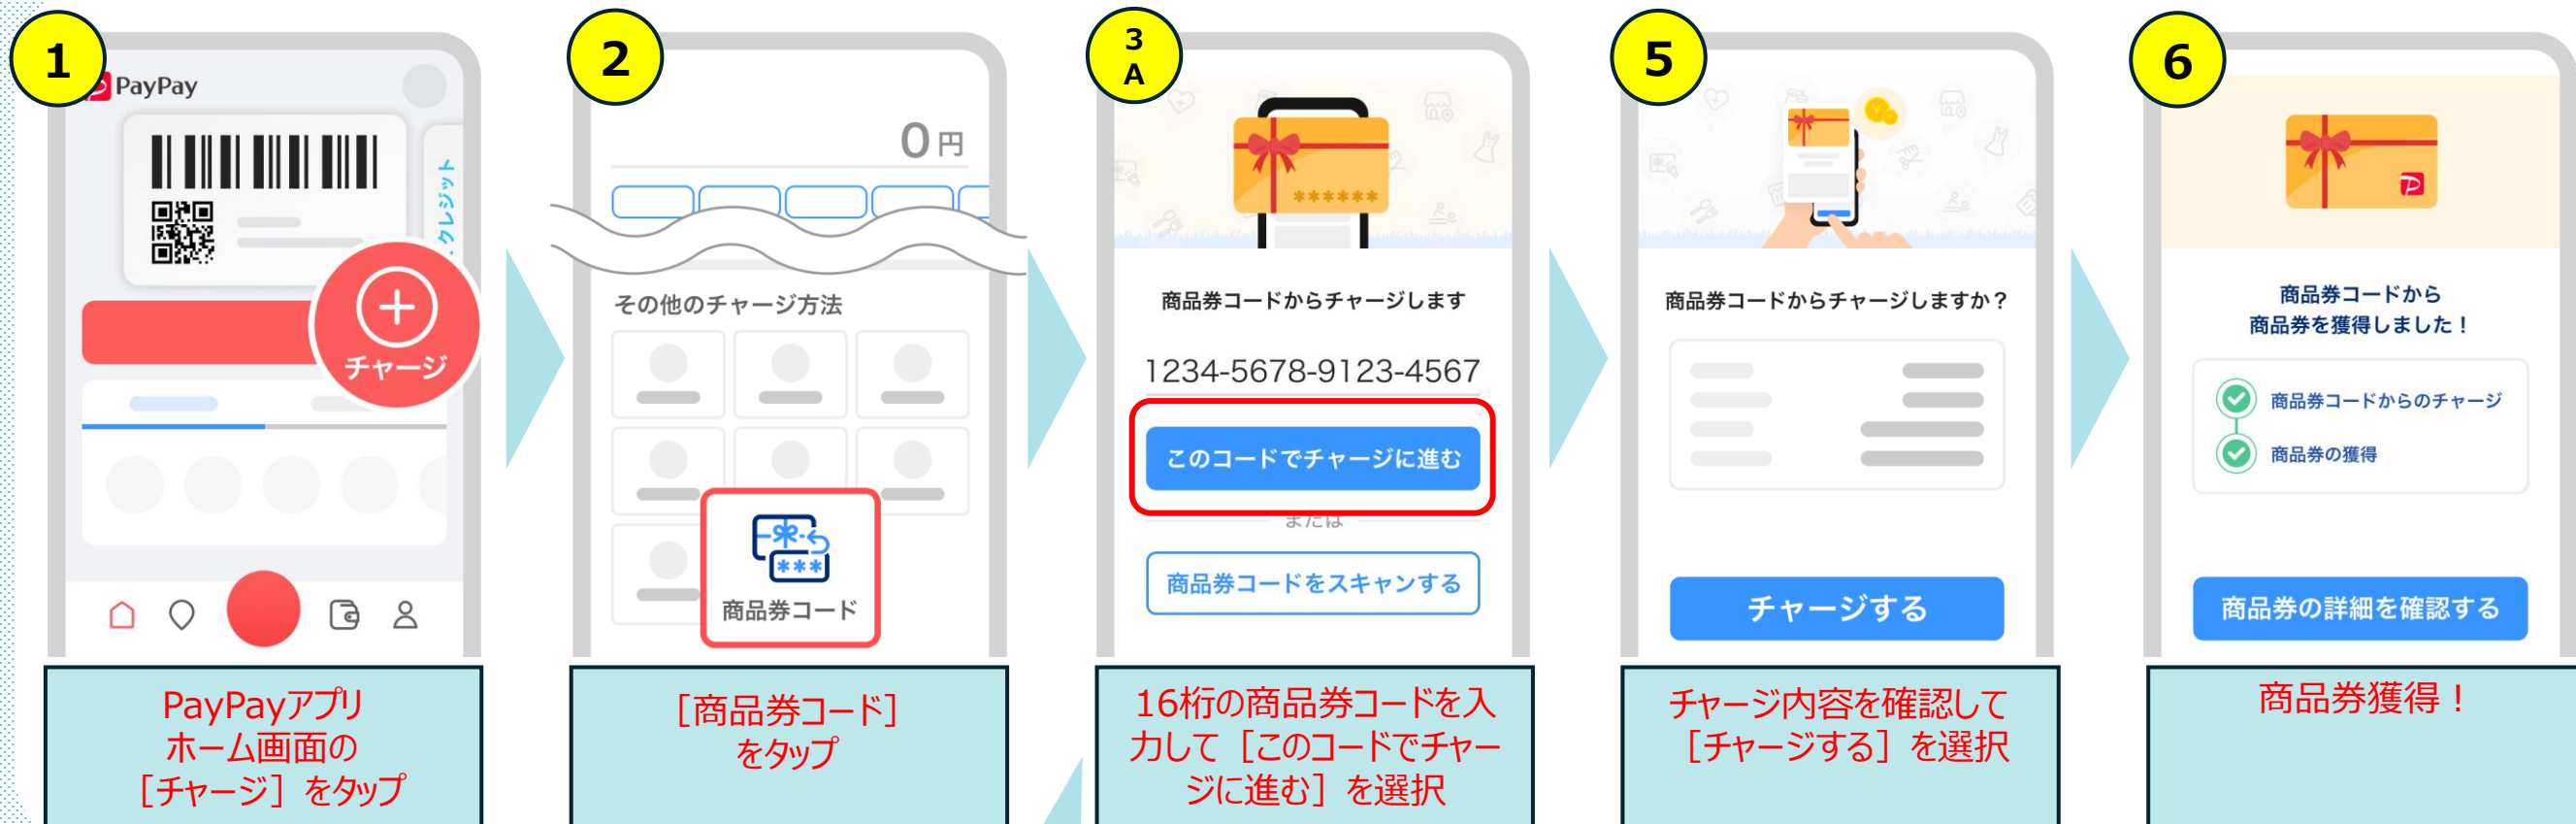 1
PayPay
クレジット
チャージ
PayPayアプリ
ホーム画面の
［チャージ］をタップ
2
0円
その他のチャージ方法
***
商品券コード
［商品券コード］
をタップ
3
A
******
商品券コードからチャージします
1234-5678-9123-4567
このコードでチャージに進む
または
商品券コードをスキャンする
16桁の商品券コードを入
力して［このコードでチャー
ジに進む］を選択
5
商品券コードからチャージしますか？
チャージする
チャージ内容を確認して
［チャージする］を選択
6
商品券コードから
商品券を獲得しました！
商品券コードからのチャージ
商品券の獲得
商品券の詳細を確認する
商品券獲得！